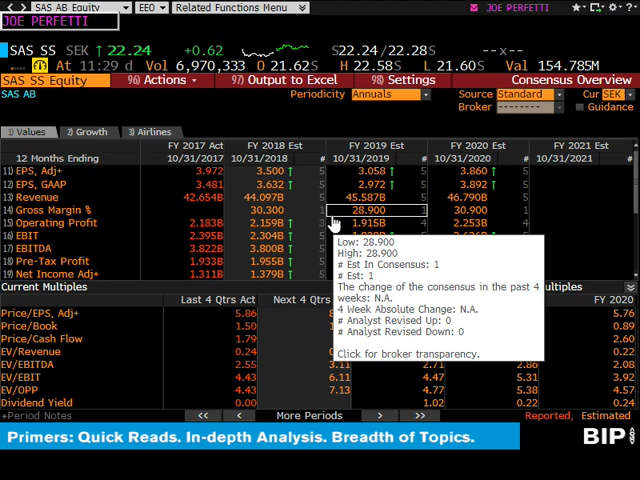 SAS AB Equity EEO Related Functions Menu JOE PERFETTI
JOE PERFETTI
SAS SS SEK ↑ 22.24 +0.62 S22.24/22.28S --x--
At 11:29 d Vol 6,970,333 O 21.62S H 22.58S L 21.60S Val 154.785M
SAS SS Equity 96) Actions 97) Output to Excel 98) Settings Consensus Overview
SAS AB Periodicity Annuals Source Standard Cur SEK
Broker -------- Guidance
1) Values 2) Growth 3) Airlines
FY 2017 Act FY 2018 Est FY 2019 Est FY 2020 Est FY 2021 Est
12 Months Ending 10/31/2017 10/31/2018 # 10/31/2019 # 10/31/2020 # 10/31/2021
11) EPS, Adj+ 3.972 3.500 ↑ 5 3.058 ↑ 5 3.860 ↑ 5
12) EPS, GAAP 3.481 3.632 ↑ 5 2.972 ↑ 5 3.892 ↑ 5
13) Revenue 42.654B 44.097B 5 45.587B 5 46.790B 5
14) Gross Margin % 30.300 1 28.900 1 30.900 1
15) Operating Profit 2.183B 2.159B ↑ 3 1.915B 4 2.253B 4
16) EBIT 2.395B 2.304B ↑ 5
17) EBITDA 3.822B 3.800B ↑ 5
18) Pre-Tax Profit 1.933B 1.955B ↑ 5
19) Net Income Adj+ 1.311B 1.379B ↑ 5
Low: 28.900
High: 28.900
# Est In Consensus: 1
# Est: 1
The change of the consensus in the past 4
weeks: N.A.
4 Week Absolute Change: N.A.
# Analyst Revised Up: 0
# Analyst Revised Down: 0
Click for broker transparency.
Current Multiples Multiples
Last 4 Qtrs Act Next 4 Qtrs FY 2020
Price/EPS, Adj+ 5.86 5.76
Price/Book 1.50 0.89
Price/Cash Flow 1.79 2.60
EV/Revenue 0.24 0.22
EV/EBITDA 2.55 3.11 2.71 2.86 2.08
EV/EBIT 4.43 6.11 4.47 5.31 3.92
EV/OPP 4.43 7.13 4.77 5.38 4.57
Dividend Yield 0.00 1.02 0.22 0.24
+Period Notes << < More Periods > >> Reported, Estimated
Primers: Quick Reads. In-depth Analysis. Breadth of Topics. BIP